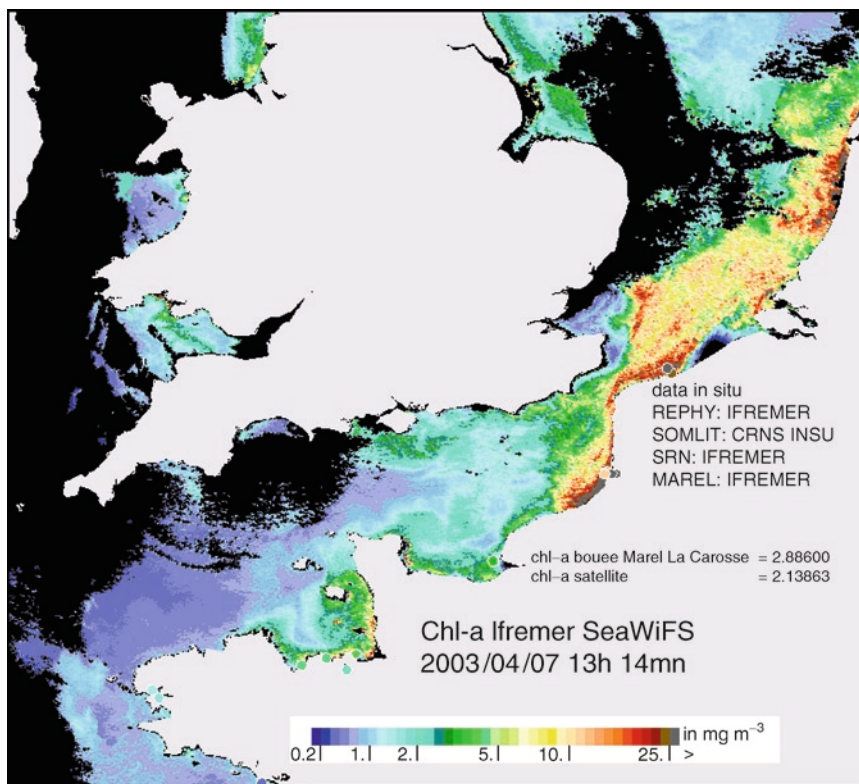 data in situ
REPHY: IFREMER
SOMLIT: CRNS INSU
SRN: IFREMER
MAREL: IFREMER
chl-a bouee Marel La Carosse = 2.88600
chl-a satellite = 2.13863
Chl-a Ifremer SeaWiFS
2003/04/07 13h 14mn
in mg m⁻³
0.2 1. 2. 5. 10. 25. >